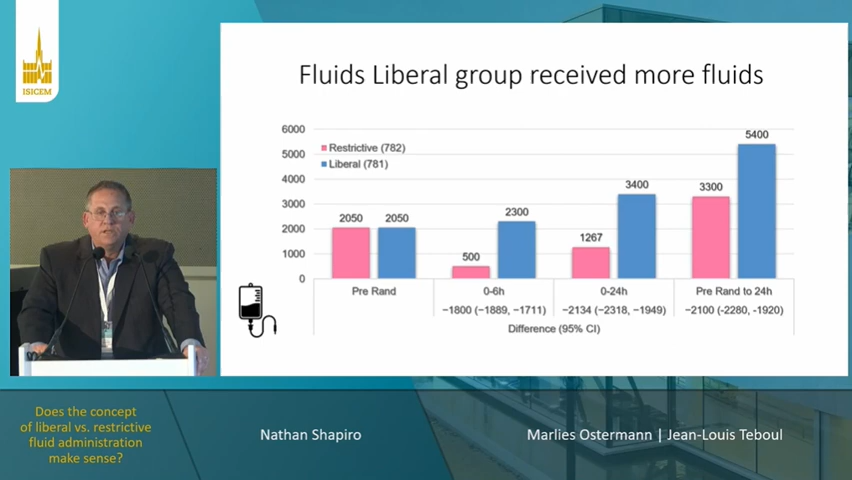 ISICEM
Fluids Liberal group received more fluids
6000
5000
4000
3000
2000
1000
0
Restrictive (782)
Liberal (781)
2050
2050
500
2300
1267
3400
3300
5400
Pre Rand
0-6h
0-24h
Pre Rand to 24h
−1800 (−1889, −1711)
−2134 (−2318, −1949)
−2100 (-2280, -1920)
Difference (95% CI)
Does the concept
of liberal vs. restrictive
fluid administration
make sense?
Nathan Shapiro
Marlies Ostermann | Jean-Louis Teboul